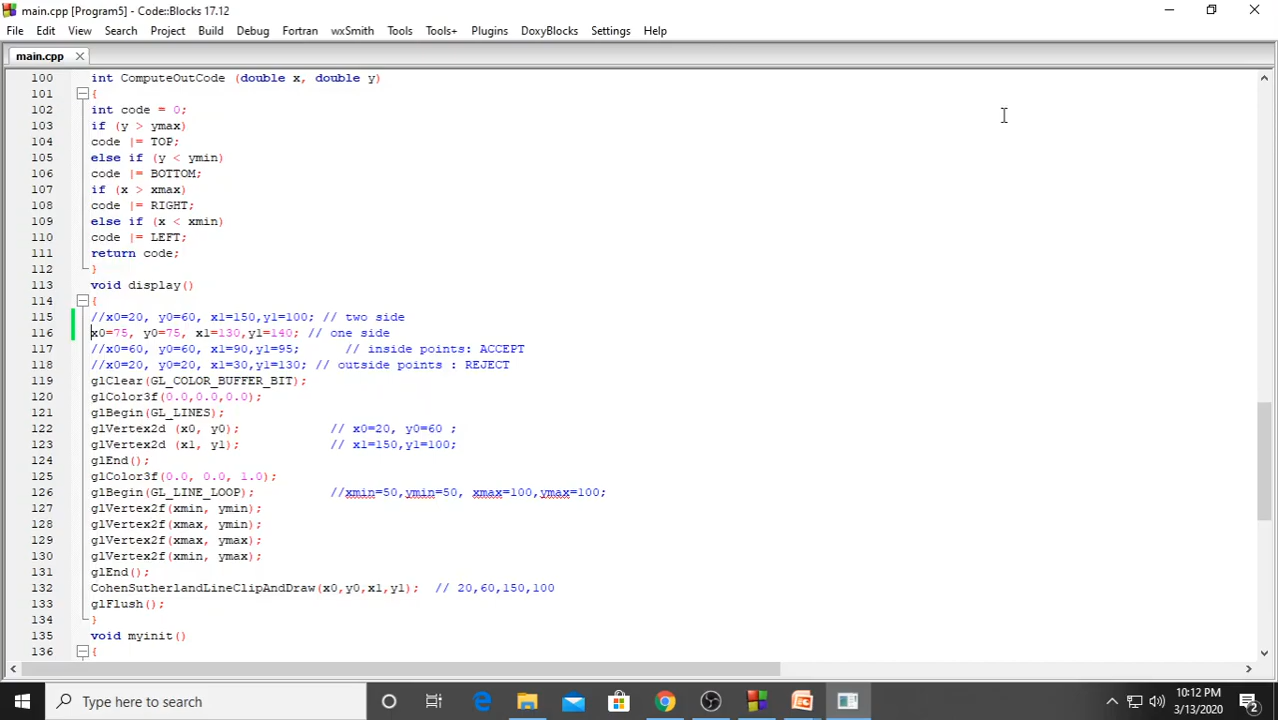 main.cpp [Program5] - Code::Blocks 17.12
File Edit View Search Project Build Debug Fortran wxSmith Tools Tools+ Plugins DoxyBlocks Settings Help
main.cpp
100 int ComputeOutCode (double x, double y)
101 {
102 int code = 0;
103 if (y > ymax)
104 code |= TOP;
105 else if (y < ymin)
106 code |= BOTTOM;
107 if (x > xmax)
108 code |= RIGHT;
109 else if (x < xmin)
110 code |= LEFT;
111 return code;
112 }
113 void display()
114 {
115 //x0=20, y0=60, x1=150,y1=100; // two side
116 x0=75, y0=75, x1=130,y1=140; // one side
117 //x0=60, y0=60, x1=90,y1=95; // inside points: ACCEPT
118 //x0=20, y0=20, x1=30,y1=130; // outside points : REJECT
119 glClear(GL_COLOR_BUFFER_BIT);
120 glColor3f(0.0,0.0,0.0);
121 glBegin(GL_LINES);
122 glVertex2d (x0, y0); // x0=20, y0=60 ;
123 glVertex2d (x1, y1); // x1=150,y1=100;
124 glEnd();
125 glColor3f(0.0, 0.0, 1.0);
126 glBegin(GL_LINE_LOOP); //xmin=50,ymin=50, xmax=100,ymax=100;
127 glVertex2f(xmin, ymin);
128 glVertex2f(xmax, ymin);
129 glVertex2f(xmax, ymax);
130 glVertex2f(xmin, ymax);
131 glEnd();
132 CohenSutherlandLineClipAndDraw(x0,y0,x1,y1); // 20,60,150,100
133 glFlush();
134 }
135 void myinit()
136 {
Type here to search
10:12 PM
3/13/2020
2